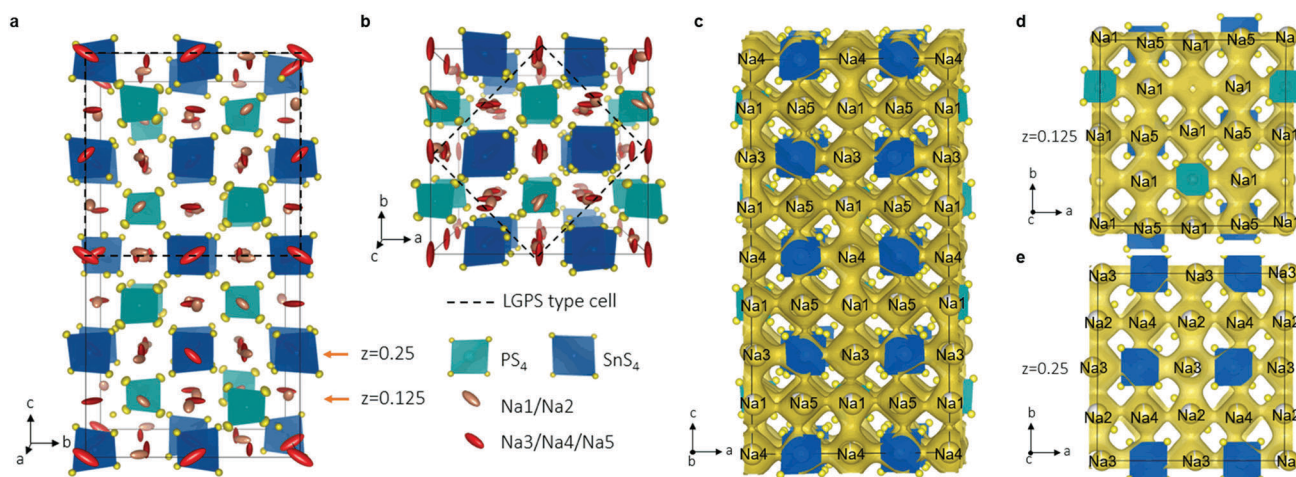 a
b
c
d
e
c
a
b
z=0.25
z=0.125
b
c
a
LGPS type cell
PS4
SnS4
Na1/Na2
Na3/Na4/Na5
Na4 Na4 Na4
Na1 Na5 Na1 Na5 Na1
Na3 Na3 Na3
Na1 Na5 Na1 Na5 Na1
Na4 Na4 Na4
Na1 Na5 Na1 Na5 Na1
Na3 Na3 Na3
Na1 Na5 Na1 Na5 Na1
Na4 Na4 Na4
c
b
a
Na1 Na5 Na1 Na5 Na
Na1 Na1
z=0.125
Na1 Na5 Na1 Na5 Na1
Na1 Na1
Na1 Na5 Na1 Na5 Na1
b
c
a
Na3 Na3 Na3
Na2 Na4 Na2 Na4 Na2
z=0.25
Na3 Na3 Na3
Na2 Na4 Na2 Na4 Na2
Na3 Na3 Na3
b
c
a